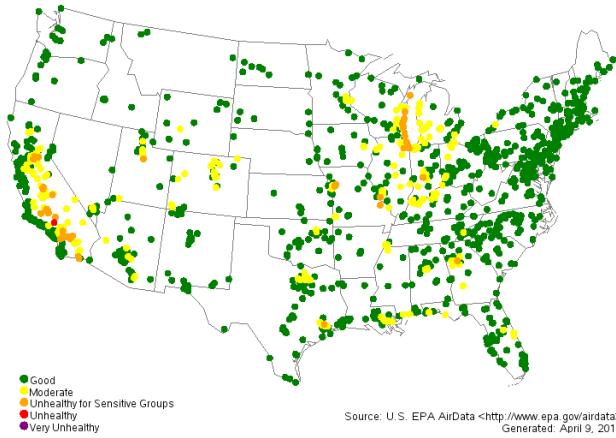 Good
Moderate
Unhealthy for Sensitive Groups
Unhealthy
Very Unhealthy
Source: U.S. EPA AirData <http://www.epa.gov/airdata
Generated: April 9, 201